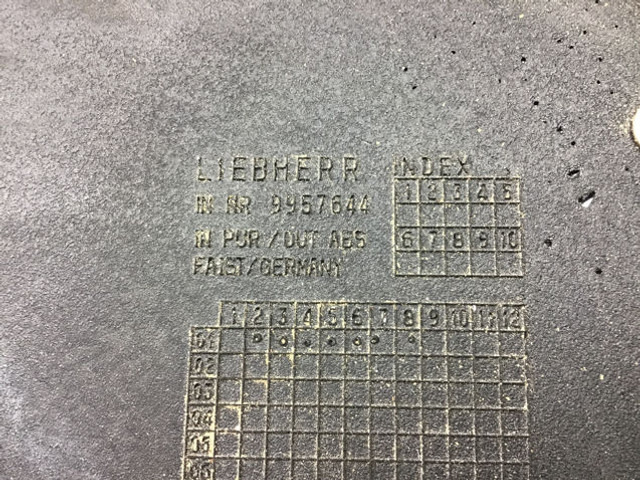 LIEBHERR INDEX
IN NR 9957644
1 2 3 4 5
IN PUR/OUT ABS
6 7 8 9 10
FAIST/GERMANY
1 2 3 4 5 6 7 8 9 10 11 12
01
02
03
04
05
06